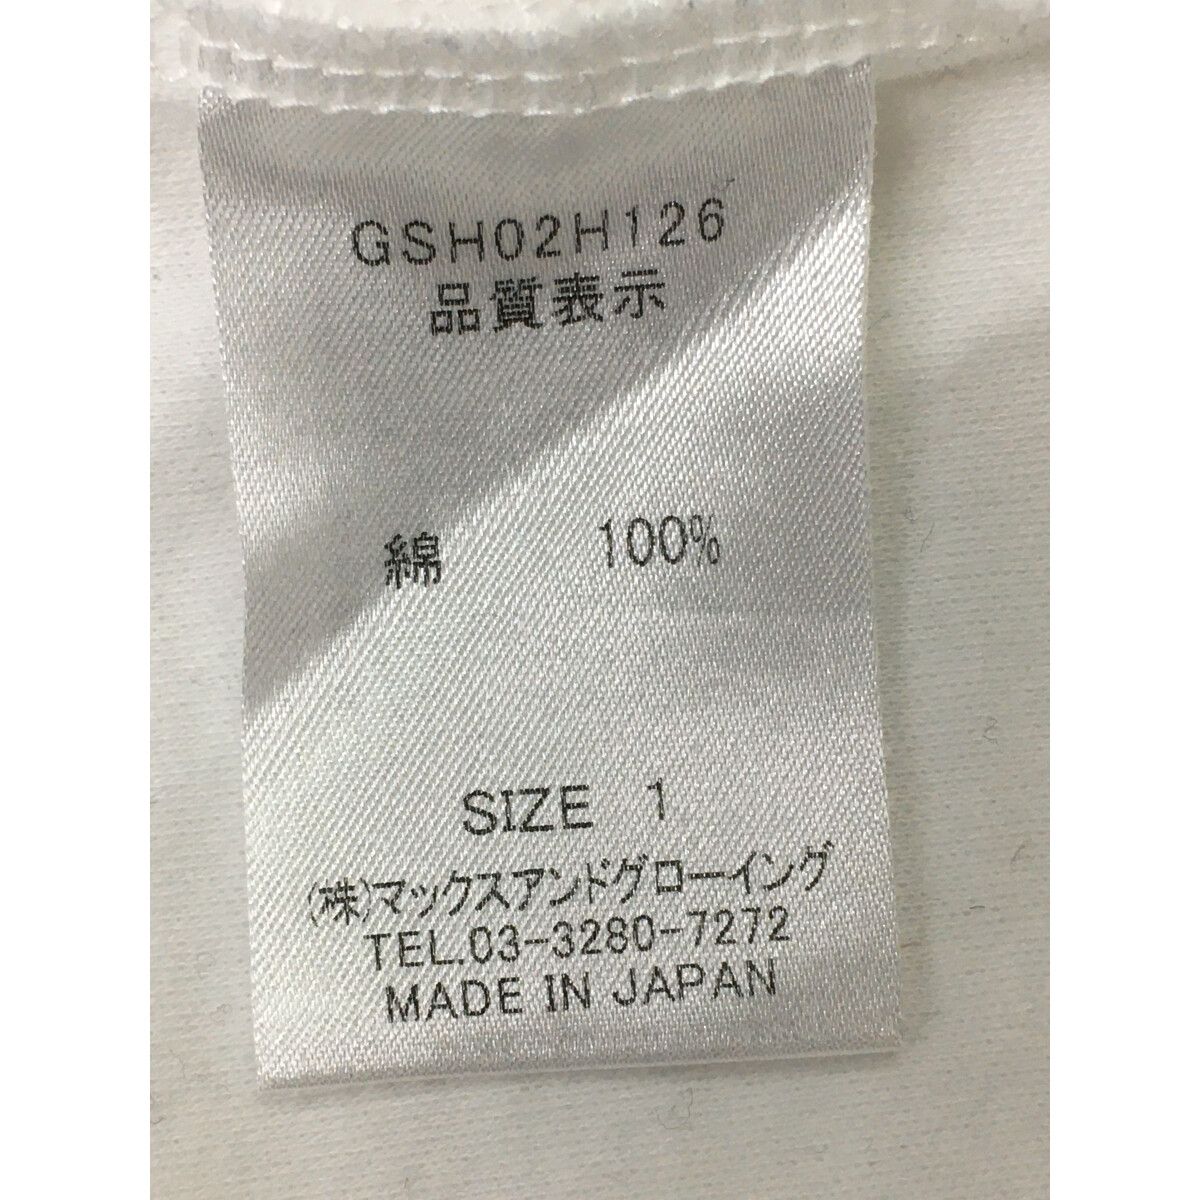 GSH02H126
品質表示
綿 100%
SIZE 1
(株)マックスアンドグローイング
TEL.03-3280-7272
MADE IN JAPAN